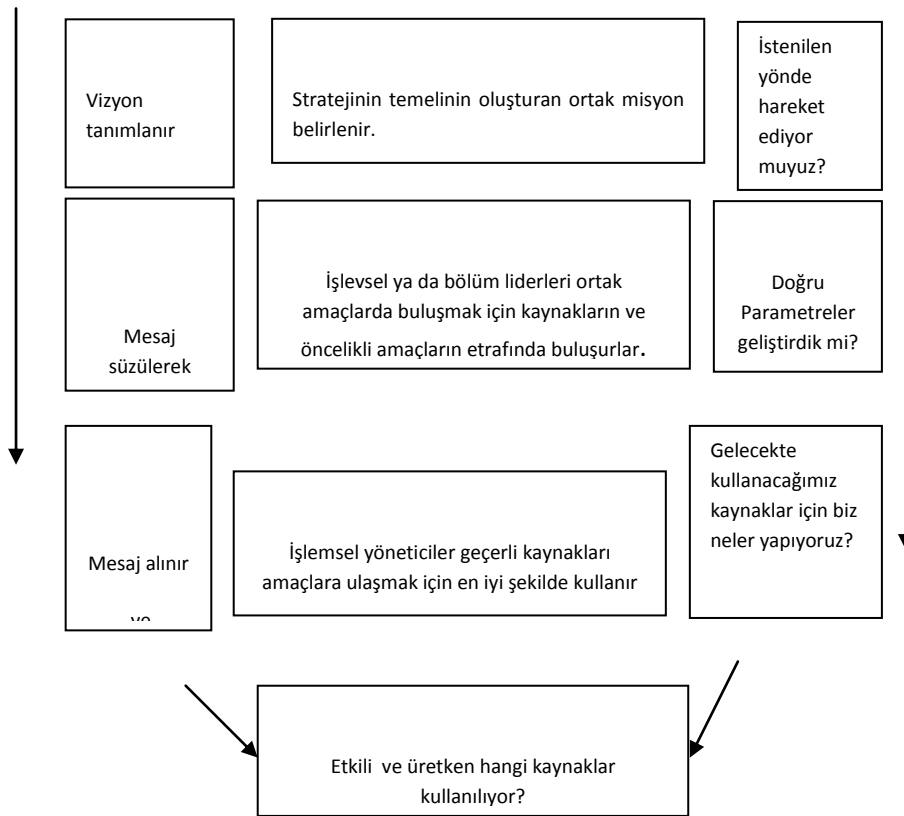 Vizyon
tanımlanır
Stratejinin temelinin oluşturan ortak misyon
belirlenir.
İstenilen
yönde
hareket
ediyor
muyuz?
Mesaj
süzülerek
İşlevsel ya da bölüm liderleri ortak
amaçlarda buluşmak için kaynakların ve
öncelikli amaçların etrafında buluşurlar.
Doğru
Parametreler
geliştirdik mi?
Mesaj alınır
İşlemsel yöneticiler geçerli kaynakları
amaçlara ulaşmak için en iyi şekilde kullanır
Gelecekte
kullanacağımız
kaynaklar için biz
neler yapıyoruz?
Etkili ve üretken hangi kaynaklar
kullanılıyor?